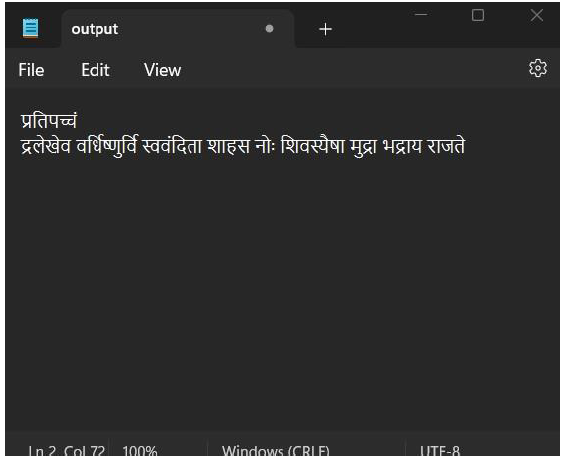 output
File Edit View
प्रतिपच्चं
द्रलेखेव वर्धिष्णुर्वि स्ववंदिता शाहस नोः शिवस्यैषा मुद्रा भद्राय राजते
Ln 2, Col 72 100% Windows (CRLF) UTF-8